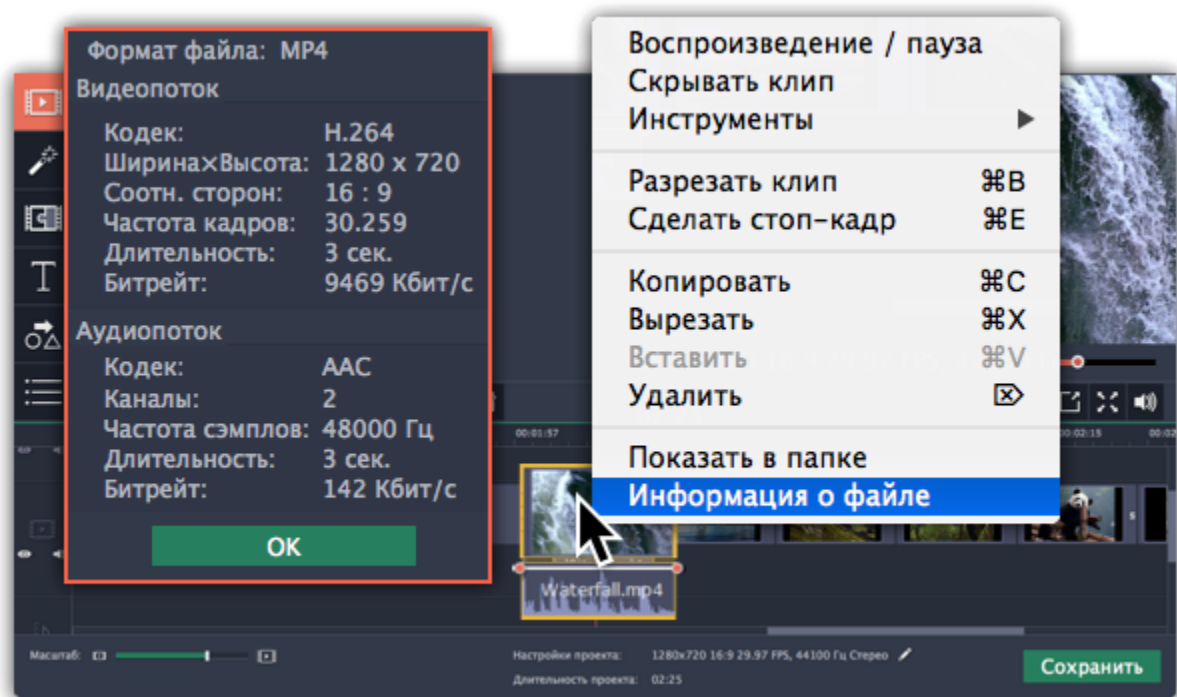 Формат файла: MP4
Видеопоток
Кодек: H.264
Ширина×Высота: 1280 x 720
Соотн. сторон: 16 : 9
Частота кадров: 30.259
Длительность: 3 сек.
Битрейт: 9469 Кбит/с
Аудиопоток
Кодек: AAC
Каналы: 2
Частота сэмплов: 48000 Гц
Длительность: 3 сек.
Битрейт: 142 Кбит/с
OK
Воспроизведение / пауза
Скрывать клип
Инструменты
Разрезать клип ⌘B
Сделать стоп-кадр ⌘E
Копировать ⌘C
Вырезать ⌘X
Вставить ⌘V
Удалить ⌦
Показать в папке
Информация о файле
00:01:57
00:02:15
Waterfall.mp4
Масштаб:
Настройки проекта: 1280x720 16:9 29.97 FPS, 44100 Гц Стерео
Длительность проекта: 02:25
Сохранить